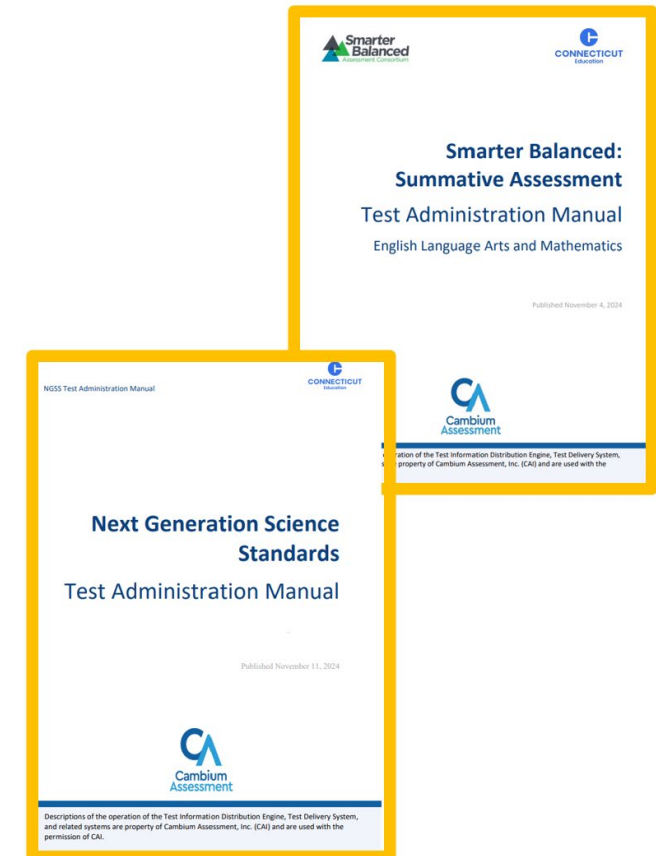 Smarter
Balanced
Assessment Consortium
CONNECTICUT
Education
Smarter Balanced:
Summative Assessment
Test Administration Manual
English Language Arts and Mathematics
Published November 4, 2024
Cambium
Assessment
ration of the Test Information Distribution Engine, Test Delivery System,
property of Cambium Assessment, Inc. (CAI) and are used with the
NGSS Test Administration Manual
CONNECTICUT
Education
Next Generation Science
Standards
Test Administration Manual
Published November 11, 2024
Cambium
Assessment
Descriptions of the operation of the Test Information Distribution Engine, Test Delivery System,
and related systems are property of Cambium Assessment, Inc. (CAI) and are used with the
permission of CAI.